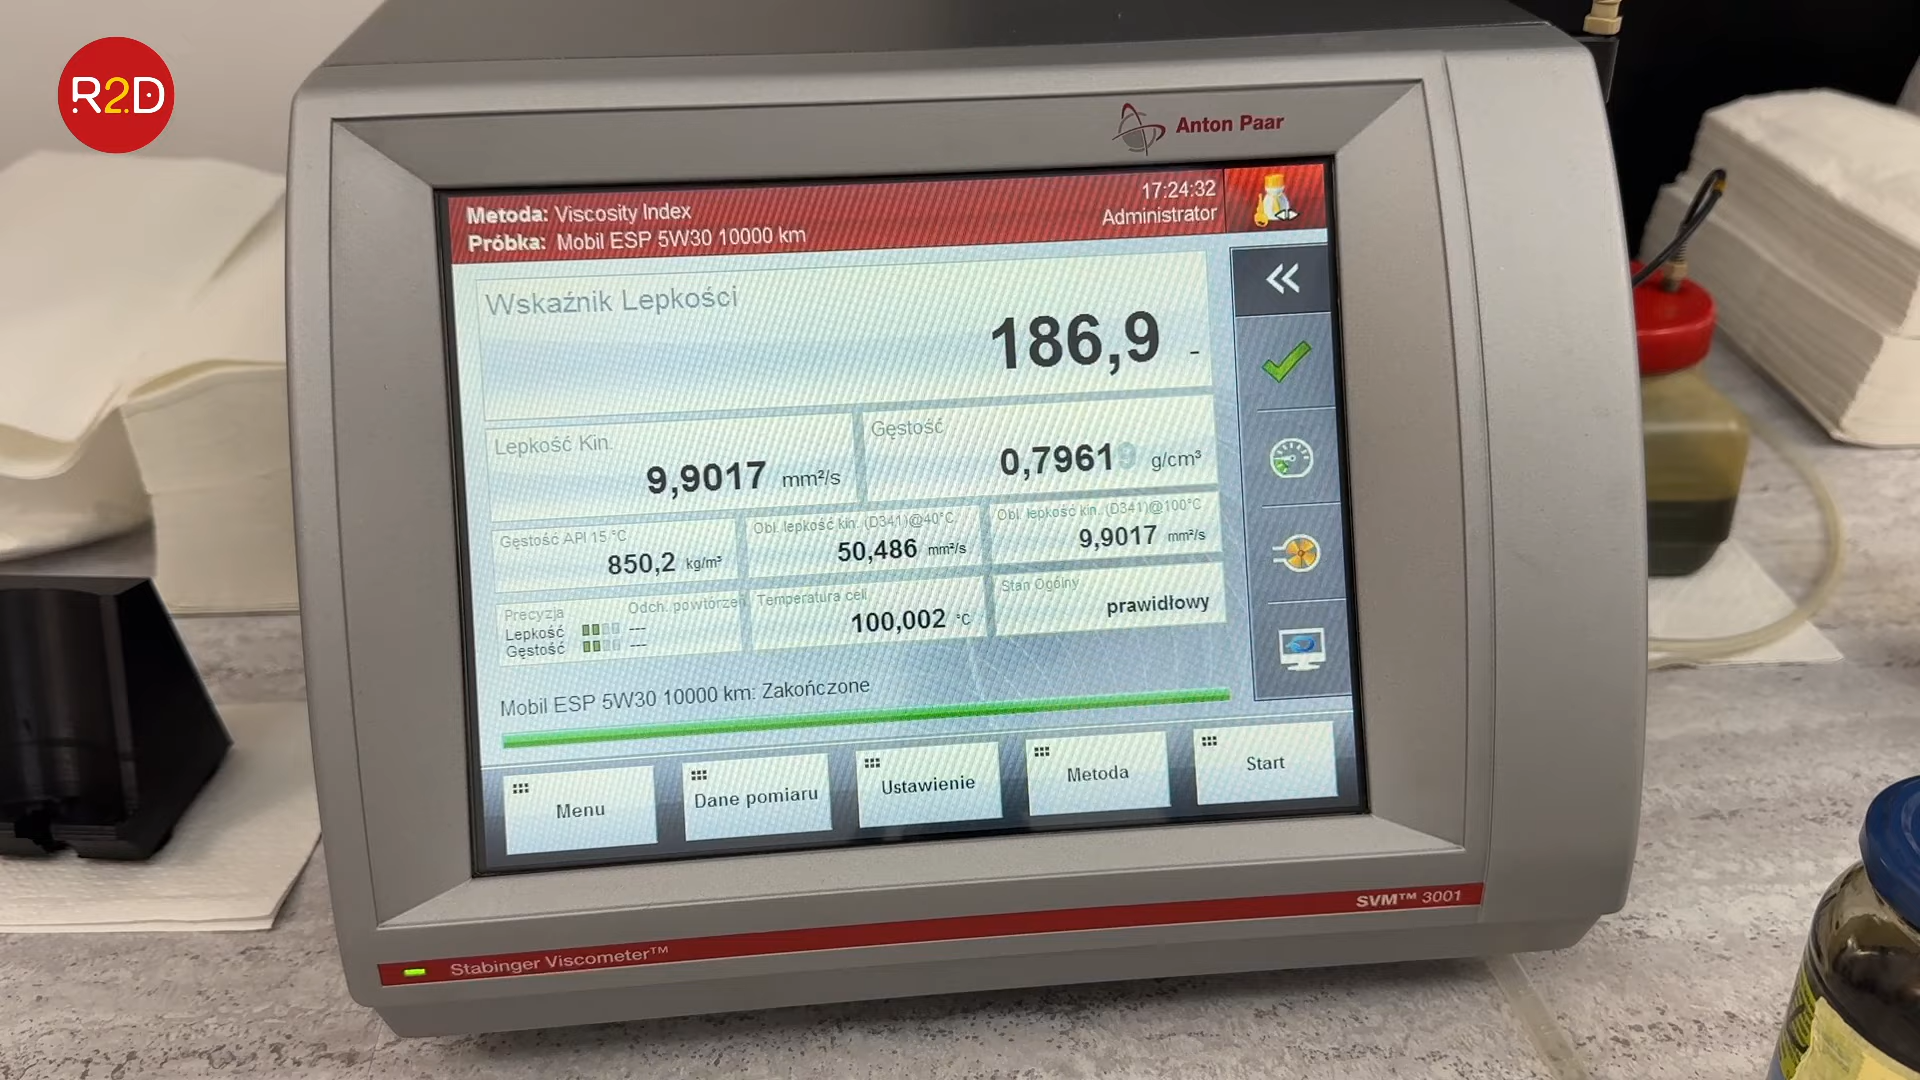 R2D
Anton Paar
Metoda: Viscosity Index
Próbka: Mobil ESP 5W30 10000 km
17:24:32
Administrator
Wskaźnik Lepkości
186,9 -
Lepkość Kin.
9,9017 mm²/s
Gęstość
0,79619 g/cm³
Gęstość API 15 °C
850,2 kg/m³
Obl. lepkość kin. (D341)@40°C
50,486 mm²/s
Obl. lepkość kin. (D341)@100°C
9,9017 mm²/s
Precyzja Odch. powtórzeń
Lepkość ---
Gęstość ---
Temperatura celi
100,002 °C
Stan Ogólny
prawidłowy
Mobil ESP 5W30 10000 km: Zakończone
Menu
Dane pomiaru
Ustawienie
Metoda
Start
SVM™ 3001
Stabinger Viscometer™